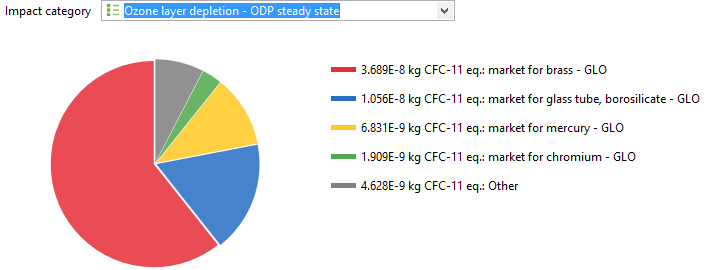 Impact category Ozone layer depletion - ODP steady state
3.689E-8 kg CFC-11 eq.: market for brass - GLO
1.056E-8 kg CFC-11 eq.: market for glass tube, borosilicate - GLO
6.831E-9 kg CFC-11 eq.: market for mercury - GLO
1.909E-9 kg CFC-11 eq.: market for chromium - GLO
4.628E-9 kg CFC-11 eq.: Other